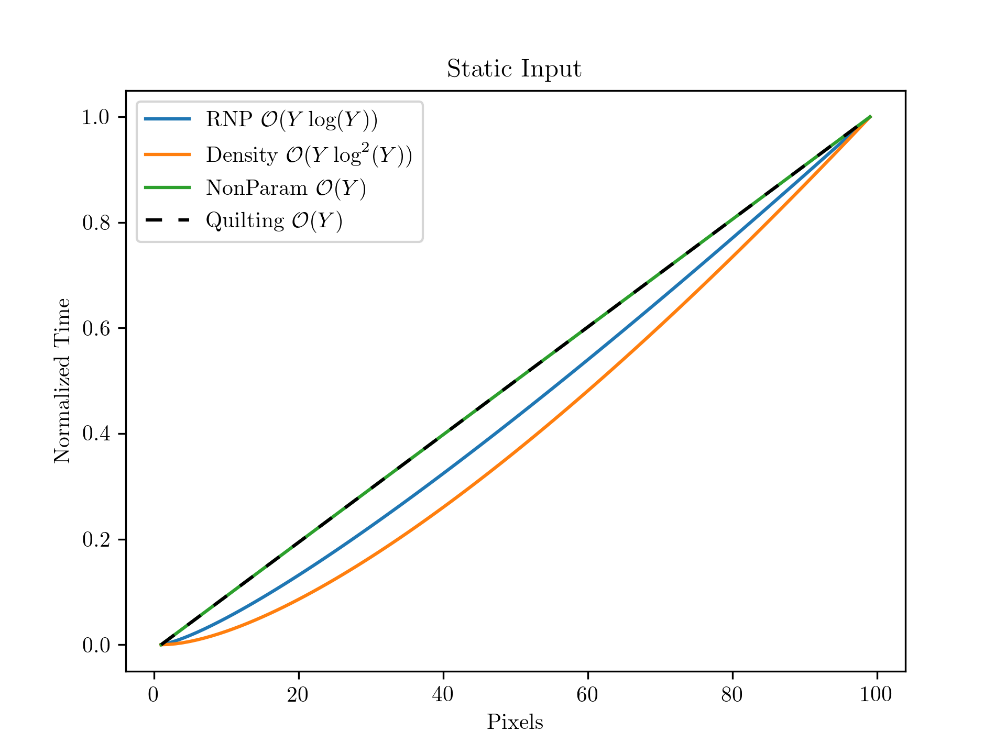 Static Input
RNP 𝒪(Y log(Y))
Density 𝒪(Y log²(Y))
NonParam 𝒪(Y)
Quilting 𝒪(Y)
Normalized Time
1.0
0.8
0.6
0.4
0.2
0.0
0 20 40 60 80 100
Pixels